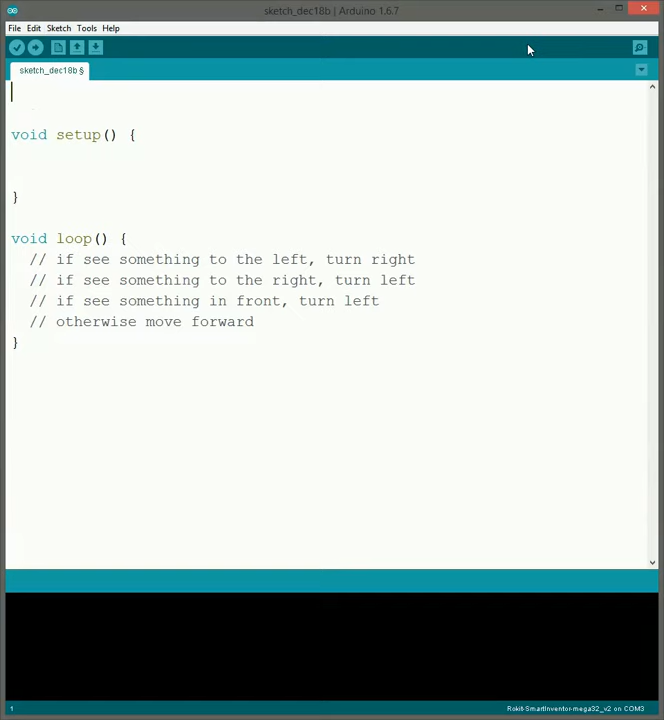 sketch_dec18b | Arduino 1.6.7
File Edit Sketch Tools Help
sketch_dec18b §
void setup() {
}
void loop() {
// if see something to the left, turn right
// if see something to the right, turn left
// if see something in front, turn left
// otherwise move forward
}
1
Rokit-SmartInventor-mega32_v2 on COM3